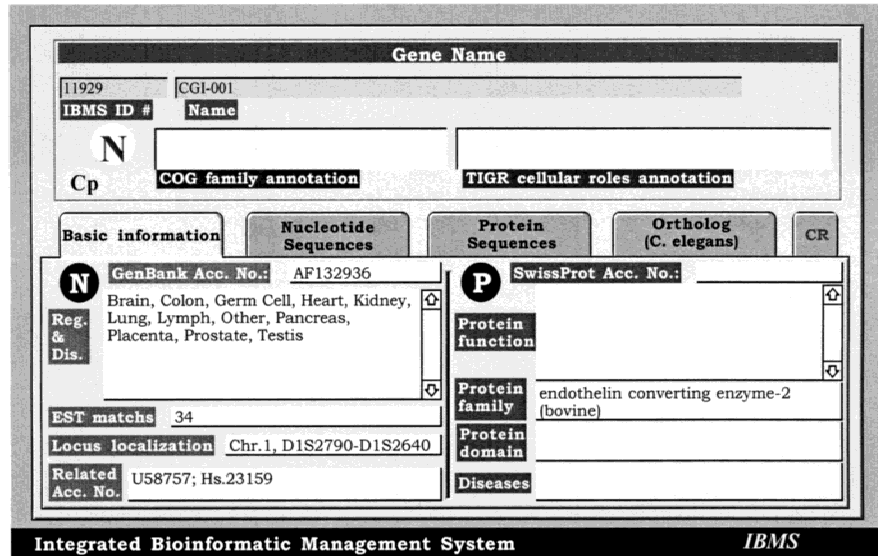 Gene Name
11929 CGI-001
IBMS ID # Name
N
Cp
COG family annotation TIGR cellular roles annotation
Basic information
Nucleotide
Sequences
Protein
Sequences
Ortholog
(C. elegans)
CR
N GenBank Acc. No.: AF132936
Reg.
&
Dis.
Brain, Colon, Germ Cell, Heart, Kidney,
Lung, Lymph, Other, Pancreas,
Placenta, Prostate, Testis
EST matchs 34
Locus localization Chr.1, D1S2790-D1S2640
Related
Acc. No.
U58757; Hs.23159
P SwissProt Acc. No.:
Protein
function
Protein
family
endothelin converting enzyme-2
(bovine)
Protein
domain
Diseases
Integrated Bioinformatic Management System IBMS